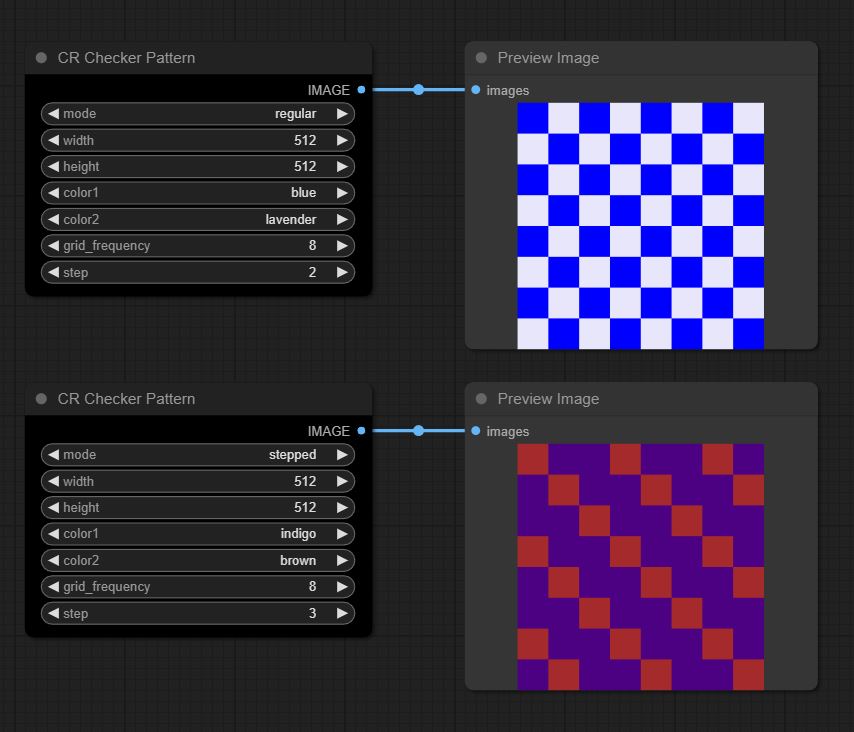 CR Checker Pattern
IMAGE
mode regular
width 512
height 512
color1 blue
color2 lavender
grid_frequency 8
step 2
Preview Image
images
CR Checker Pattern
IMAGE
mode stepped
width 512
height 512
color1 indigo
color2 brown
grid_frequency 8
step 3
Preview Image
images